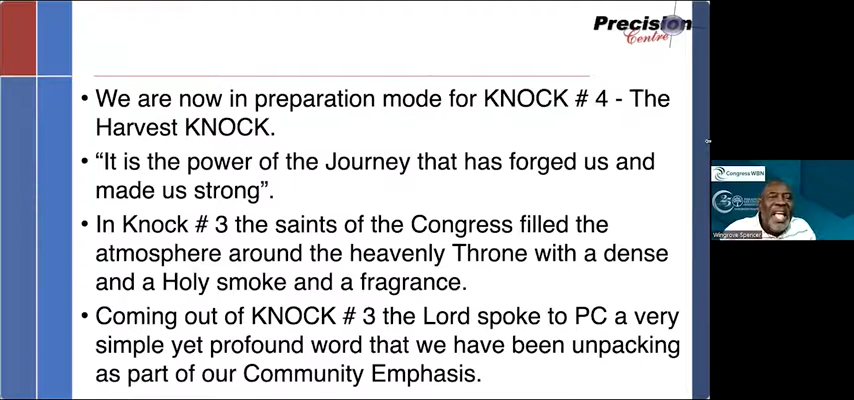 Precision
Centre
• We are now in preparation mode for KNOCK # 4 - The
Harvest KNOCK.
• “It is the power of the Journey that has forged us and
made us strong”.
• In Knock # 3 the saints of the Congress filled the
atmosphere around the heavenly Throne with a dense
and a Holy smoke and a fragrance.
• Coming out of KNOCK # 3 the Lord spoke to PC a very
simple yet profound word that we have been unpacking
as part of our Community Emphasis.
Congress WBN
25
Wingrove Spencer